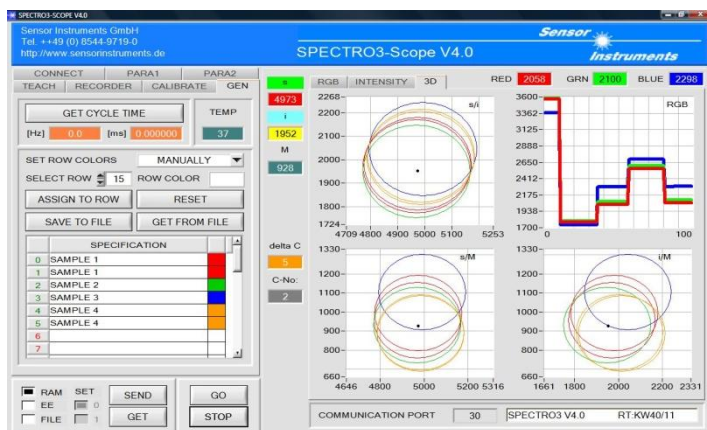 SPECTRO3-SCOPE V4.0
Sensor Instruments GmbH
Tel. ++49 (0) 8544-9719-0
http://www.sensorinstruments.de
SPECTRO3-Scope V4.0
Sensor
Instruments
CONNECT PARA1 PARA2
TEACH RECORDER CALIBRATE GEN
GET CYCLE TIME
TEMP
[Hz] 0.0 [ms] 0.000000 37
SET ROW COLORS MANUALLY
SELECT ROW 15 ROW COLOR
ASSIGN TO ROW RESET
SAVE TO FILE GET FROM FILE
SPECIFICATION
0 SAMPLE 1
1 SAMPLE 1
2 SAMPLE 2
3 SAMPLE 3
4 SAMPLE 4
5 SAMPLE 4
6
7
RAM SET SEND GO
EE 0
FILE 1 GET STOP
s
4973
i
1952
M
928
delta C
5
C-No:
2
RGB INTENSITY 3D
RED 2058 GRN 2100 BLUE 2298
s/i
2268
2200
2100
2000
1900
1800
1724
4709 4800 4900 5000 5100 5253
RGB
3600
3362
3125
2888
2650
2412
2175
1938
1700
0 100
s/M
1330
1200
1100
1000
900
800
660
4646 4800 5000 5200 5316
i/M
1330
1200
1100
1000
900
800
660
1661 1800 2000 2200 2331
COMMUNICATION PORT 30 SPECTRO3 V4.0 RT:KW40/11